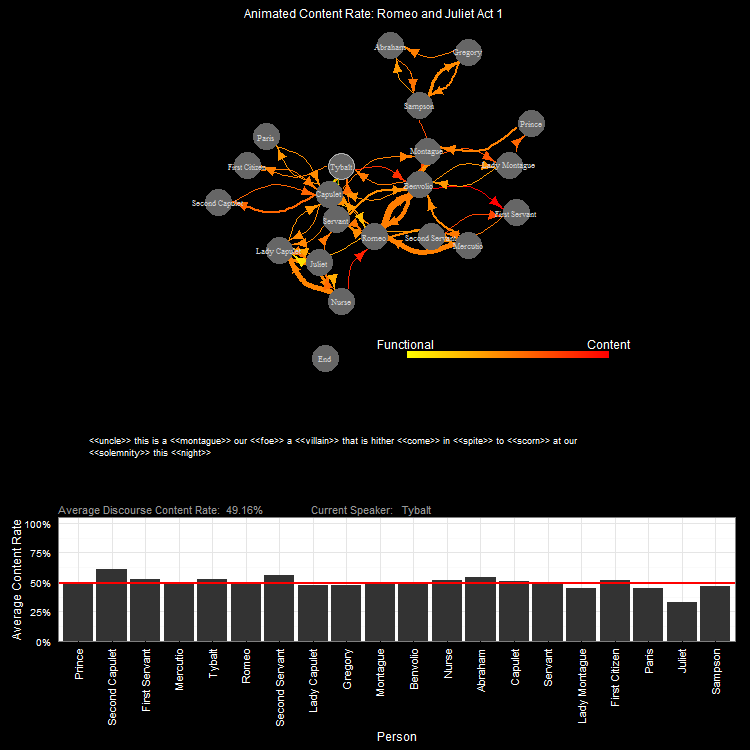 Animated Content Rate: Romeo and Juliet Act 1
Abraham
Gregory
Sampson
Prince
Paris
Montague
First Citizen
Tybalt
Lady Montague
Benvolio
Second Capulet
Capulet
First Servant
Servant
Romeo
Second Servant
Mercutio
Lady Capulet
Juliet
Nurse
End
Functional
Content
<<uncle>> this is a <<montague>> our <<foe>> a <<villain>> that is hither <<come>> in <<spite>> to <<scorn>> at our
<<solemnity>> this <<night>>
Average Discourse Content Rate: 49.16%
Current Speaker: Tybalt
Average Content Rate
100%
75%
50%
25%
0%
Prince
Second Capulet
First Servant
Mercutio
Tybalt
Romeo
Second Servant
Lady Capulet
Gregory
Montague
Benvolio
Nurse
Abraham
Capulet
Servant
Lady Montague
First Citizen
Paris
Juliet
Sampson
Person